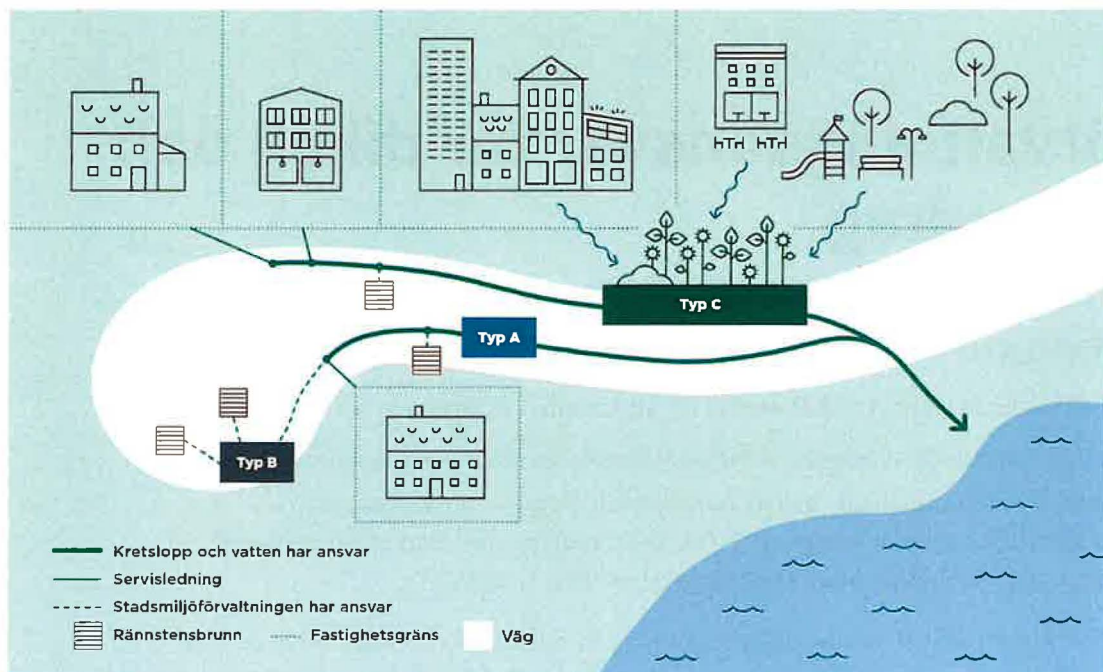 Typ C
Typ A
Typ B
Kretslopp och vatten har ansvar
Servisledning
Stadsmiljöförvaltningen har ansvar
Rännstensbrunn
Fastighetsgräns
Väg